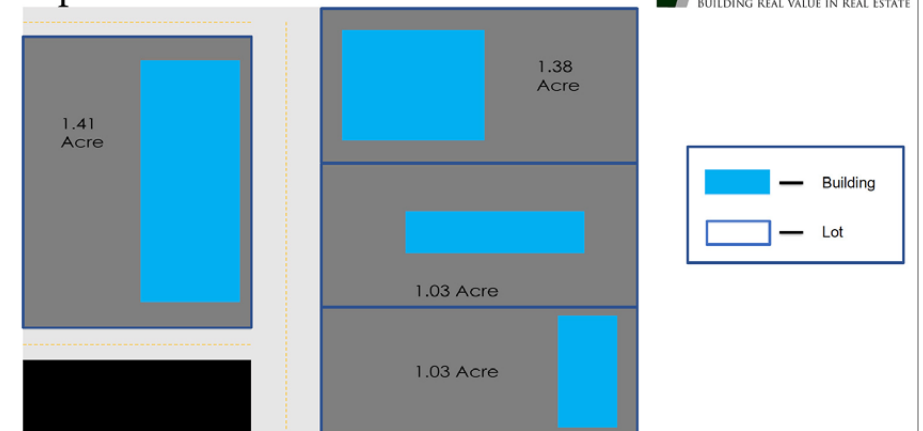 BUILDING REAL VALUE IN REAL ESTATE
1.38
Acre
1.41
Acre
Building
Lot
1.03 Acre
1.03 Acre